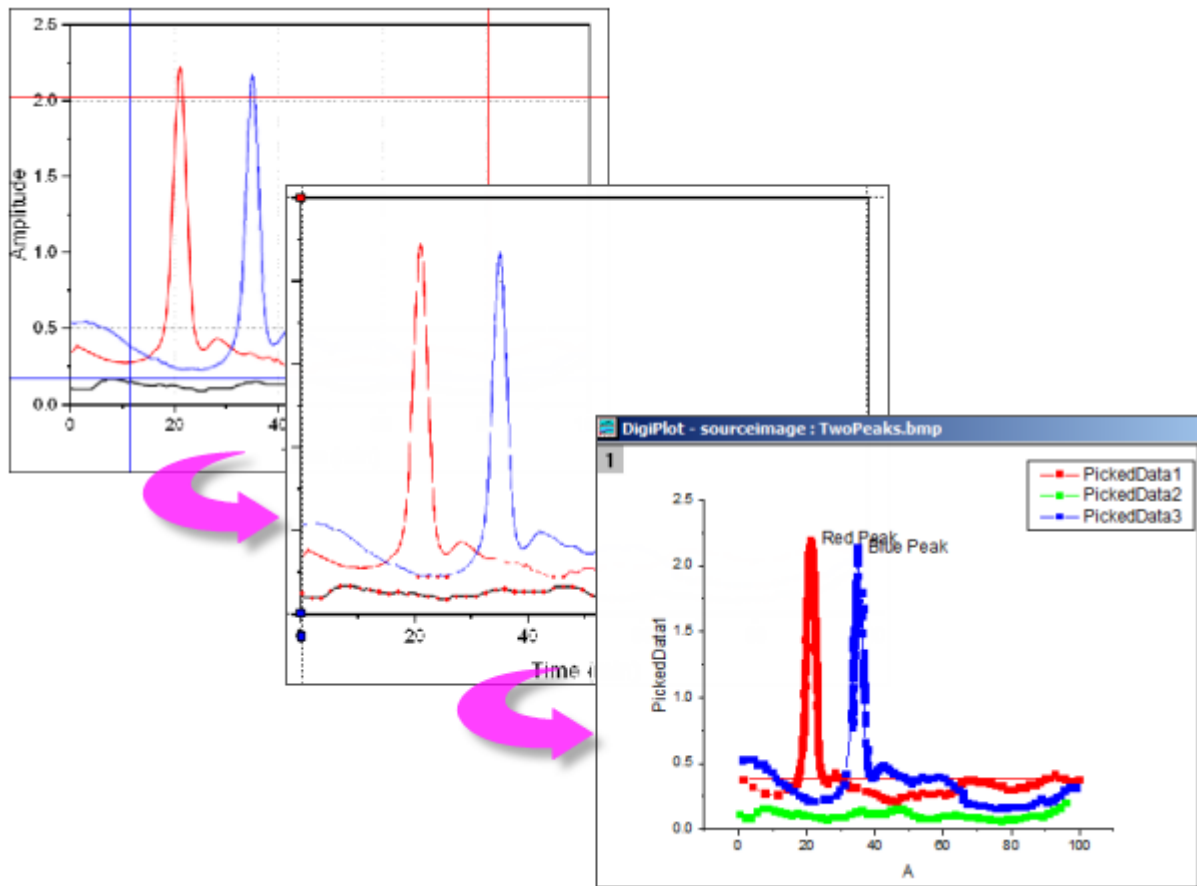 2.5
2.0
1.5
1.0
0.5
0.0
Amplitude
0 20 40
20 40
Time
DigiPlot - sourceimage : TwoPeaks.bmp
1
PickedData1
PickedData2
PickedData3
Red Peak
Blue Peak
2.5
2.0
1.5
1.0
0.5
0.0
PickedData1
0 20 40 60 80 100
A